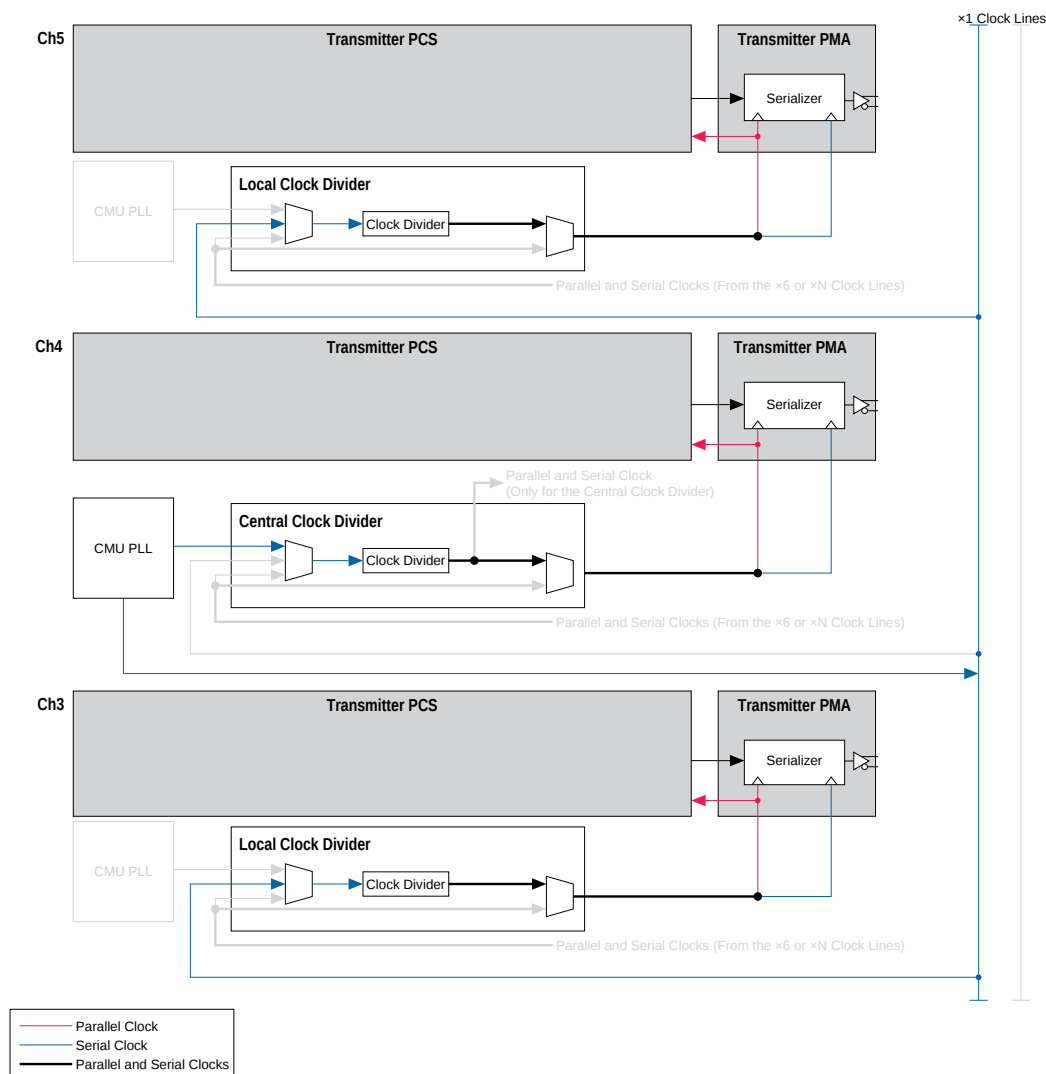 ×1 Clock Lines
Ch5
Transmitter PCS
Transmitter PMA
Serializer
CMU PLL
Local Clock Divider
Clock Divider
Parallel and Serial Clocks (From the ×6 or ×N Clock Lines)
Ch4
Transmitter PCS
Transmitter PMA
Serializer
Parallel and Serial Clock
(Only for the Central Clock Divider)
CMU PLL
Central Clock Divider
Clock Divider
Parallel and Serial Clocks (From the ×6 or ×N Clock Lines)
Ch3
Transmitter PCS
Transmitter PMA
Serializer
CMU PLL
Local Clock Divider
Clock Divider
Parallel and Serial Clocks (From the ×6 or ×N Clock Lines)
Parallel Clock
Serial Clock
Parallel and Serial Clocks